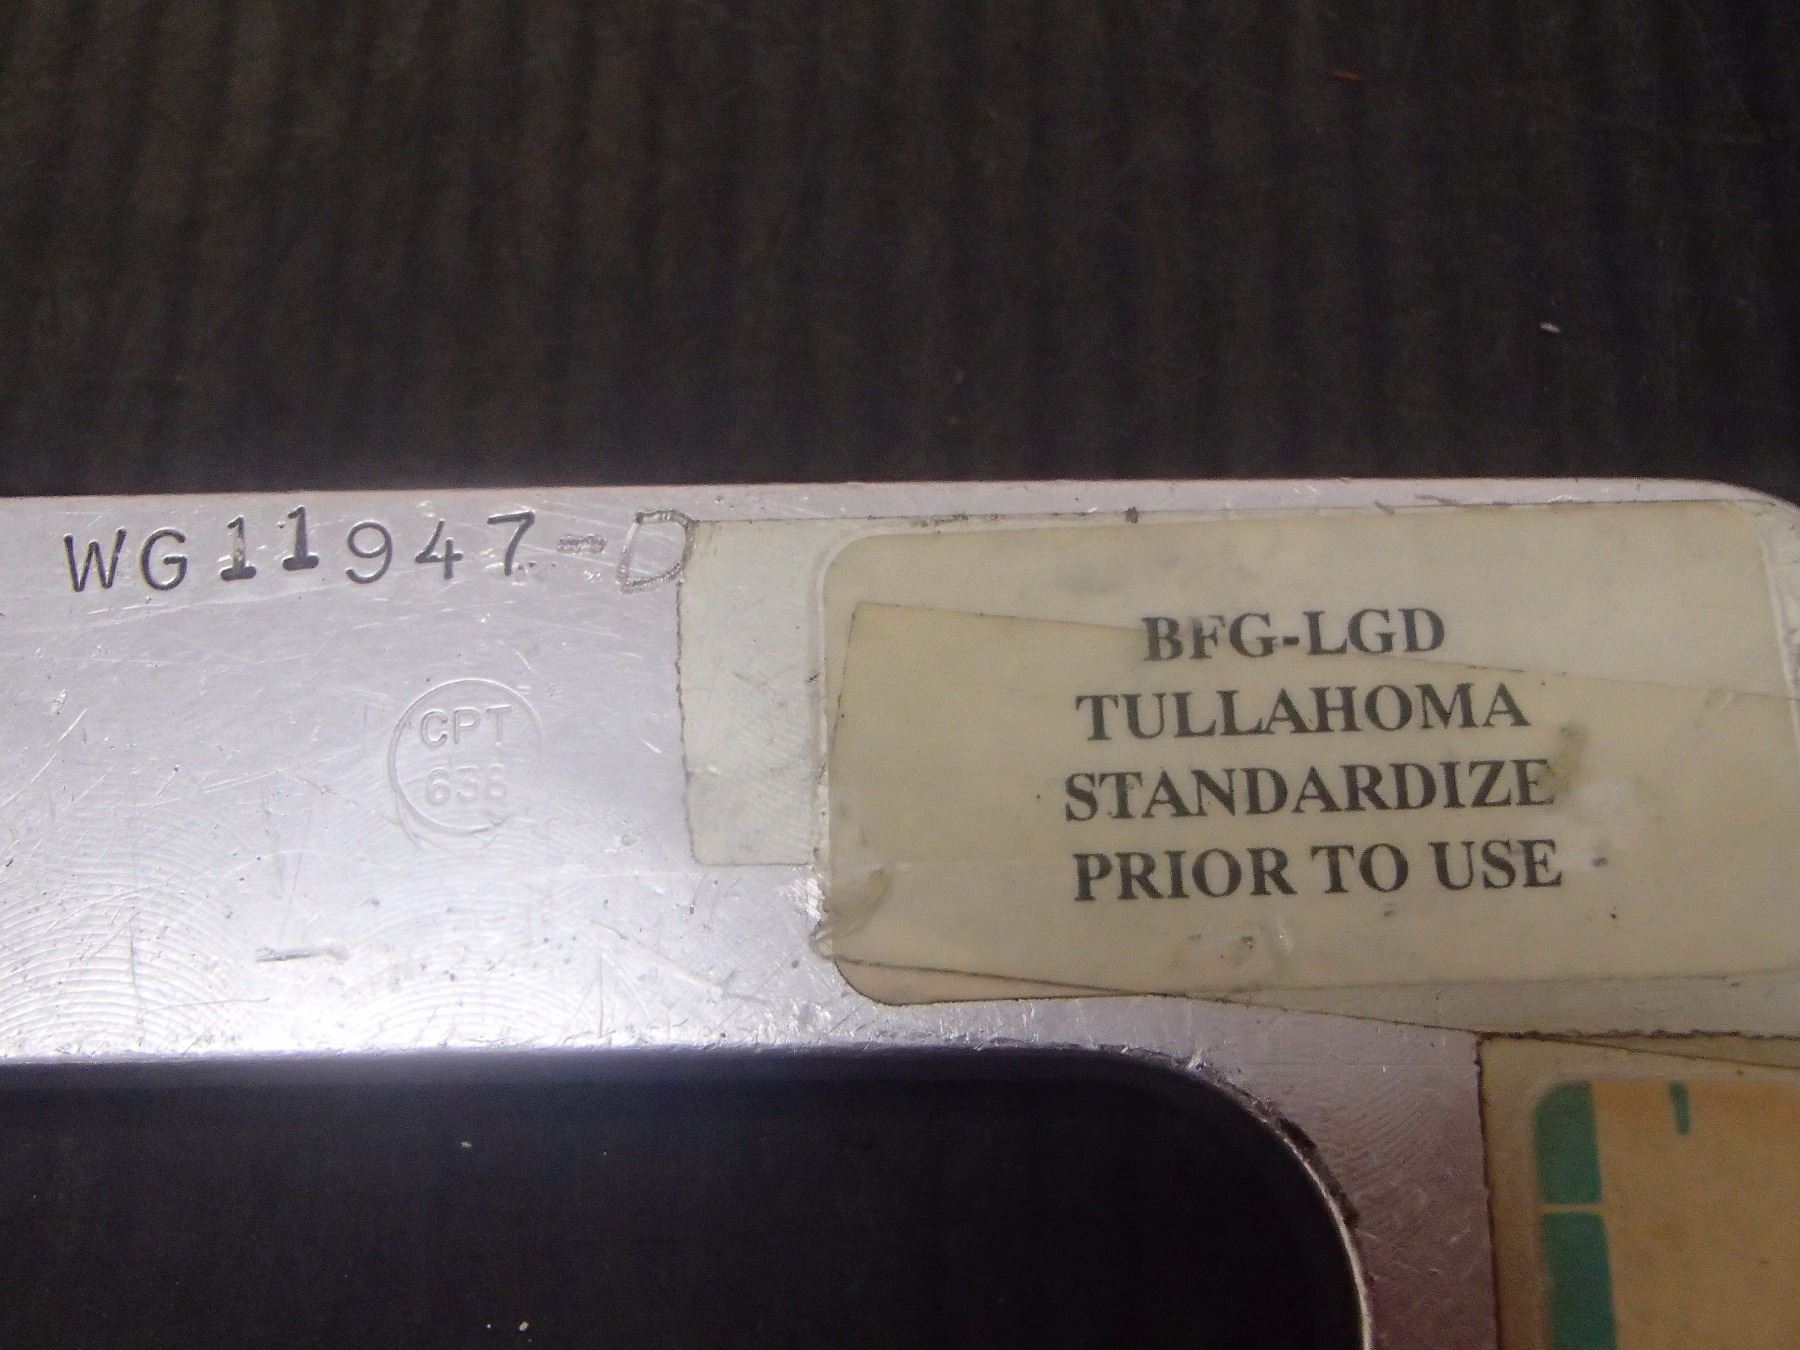 WG11947-D
CPT
638
BFG-LGD
TULLAHOMA
STANDARDIZE
PRIOR TO USE